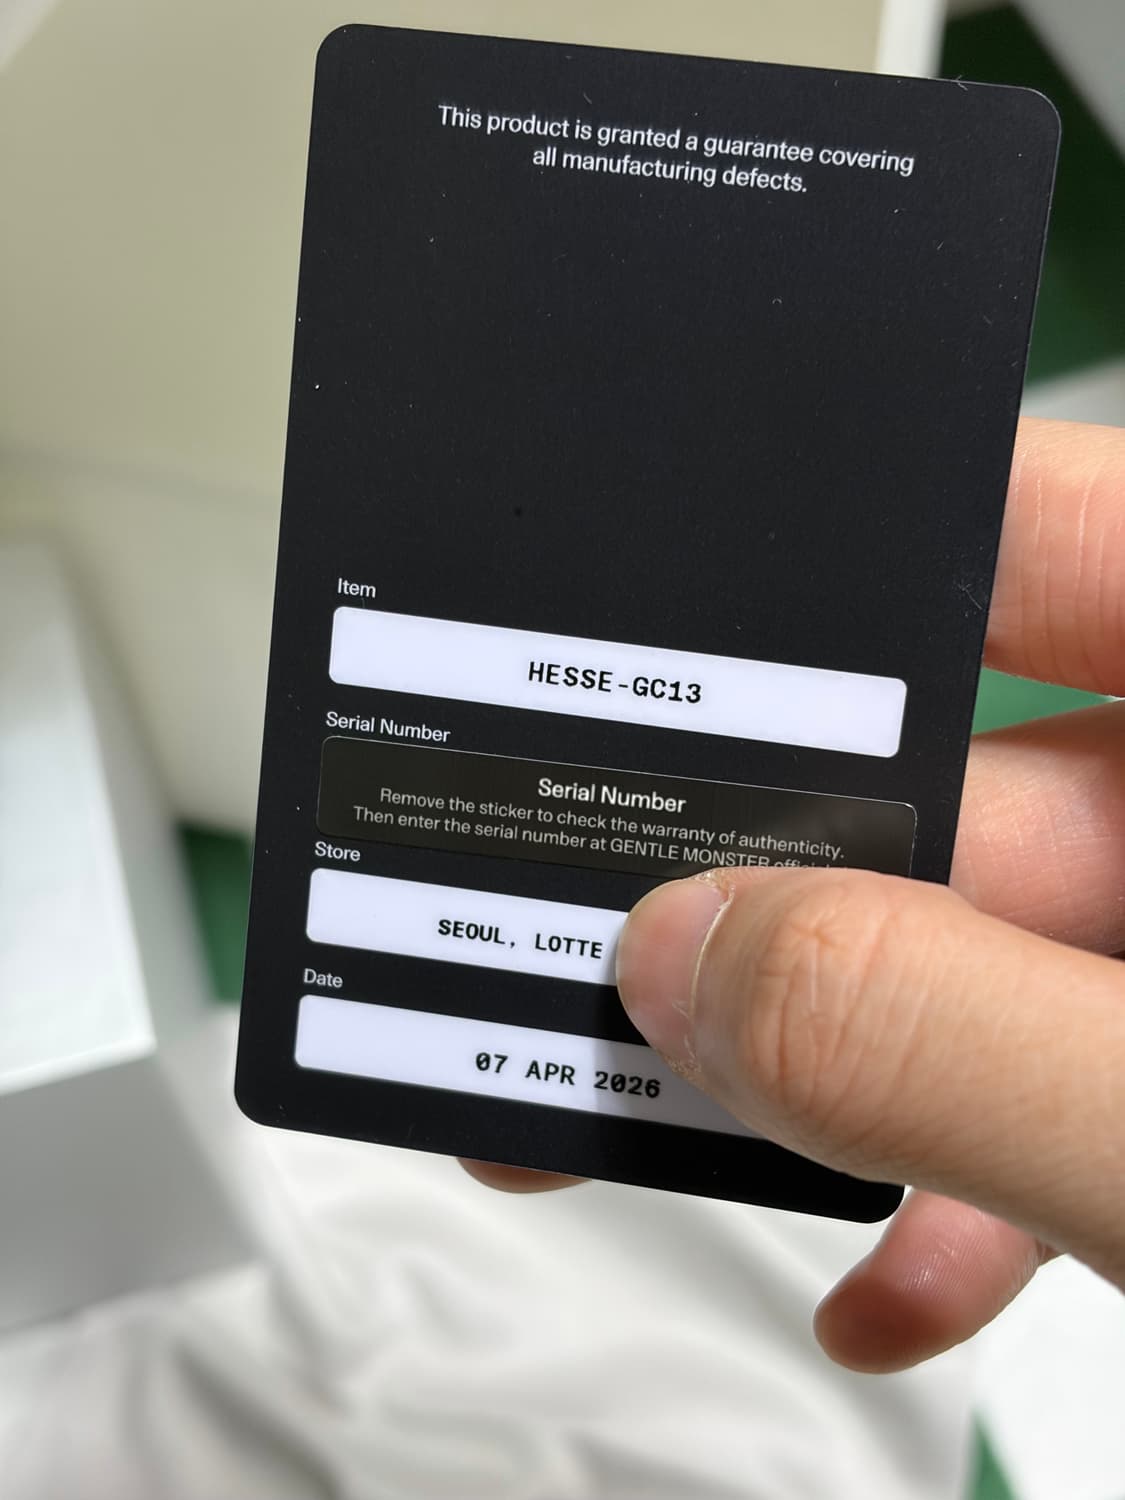 This product is granted a guarantee covering
all manufacturing defects.
Item
HESSE-GC13
Serial Number
Serial Number
Remove the sticker to check the warranty of authenticity.
Then enter the serial number at GENTLE MONSTER
Store
SEOUL, LOTTE
Date
07 APR 2026